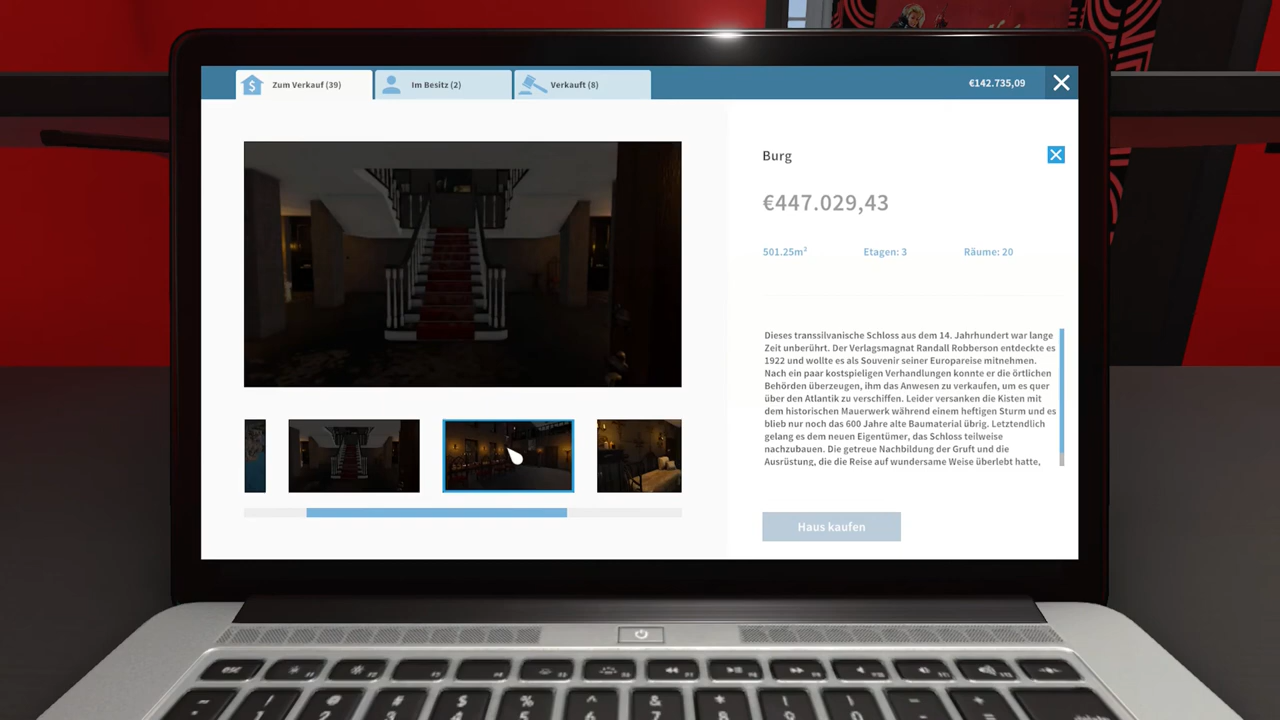 Zum Verkauf (39)
Im Besitz (2)
Verkauft (8)
€142.735,09
Burg
€447.029,43
501.25m²
Etagen: 3
Räume: 20
Dieses transsilvanische Schloss aus dem 14. Jahrhundert war lange
Zeit unberührt. Der Verlagsmagnat Randall Robberson entdeckte es
1922 und wollte es als Souvenir seiner Europareise mitnehmen.
Nach ein paar kostspieligen Verhandlungen konnte er die örtlichen
Behörden überzeugen, ihm das Anwesen zu verkaufen, um es quer
über den Atlantik zu verschiffen. Leider versanken die Kisten mit
dem historischen Mauerwerk während einem heftigen Sturm und es
blieb nur noch das 600 Jahre alte Baumaterial übrig. Letztendlich
gelang es dem neuen Eigentümer, das Schloss teilweise
nachzubauen. Die getreue Nachbildung der Gruft und die
Ausrüstung, die die Reise auf wundersame Weise überlebt hatte,
Haus kaufen
esc